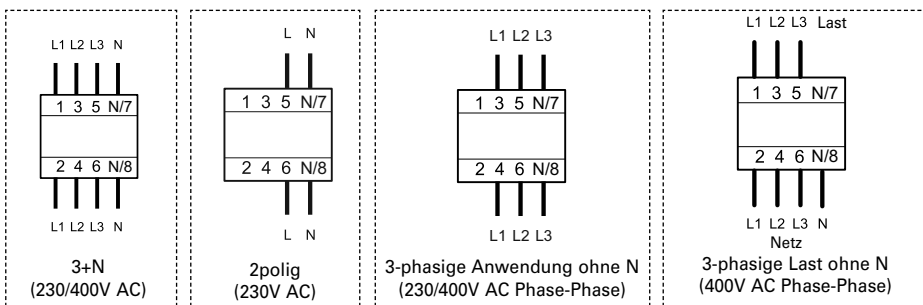 L1 L2 L3 N
1 3 5 N/7
2 4 6 N/8
L1 L2 L3 N
3+N
(230/400V AC)
L N
1 3 5 N/7
2 4 6 N/8
L N
2polig
(230V AC)
L1 L2 L3
1 3 5 N/7
2 4 6 N/8
L1 L2 L3
3-phasige Anwendung ohne N
(230/400V AC Phase-Phase)
L1 L2 L3 Last
1 3 5 N/7
2 4 6 N/8
L1 L2 L3 N
Netz
3-phasige Last ohne N
(400V AC Phase-Phase)